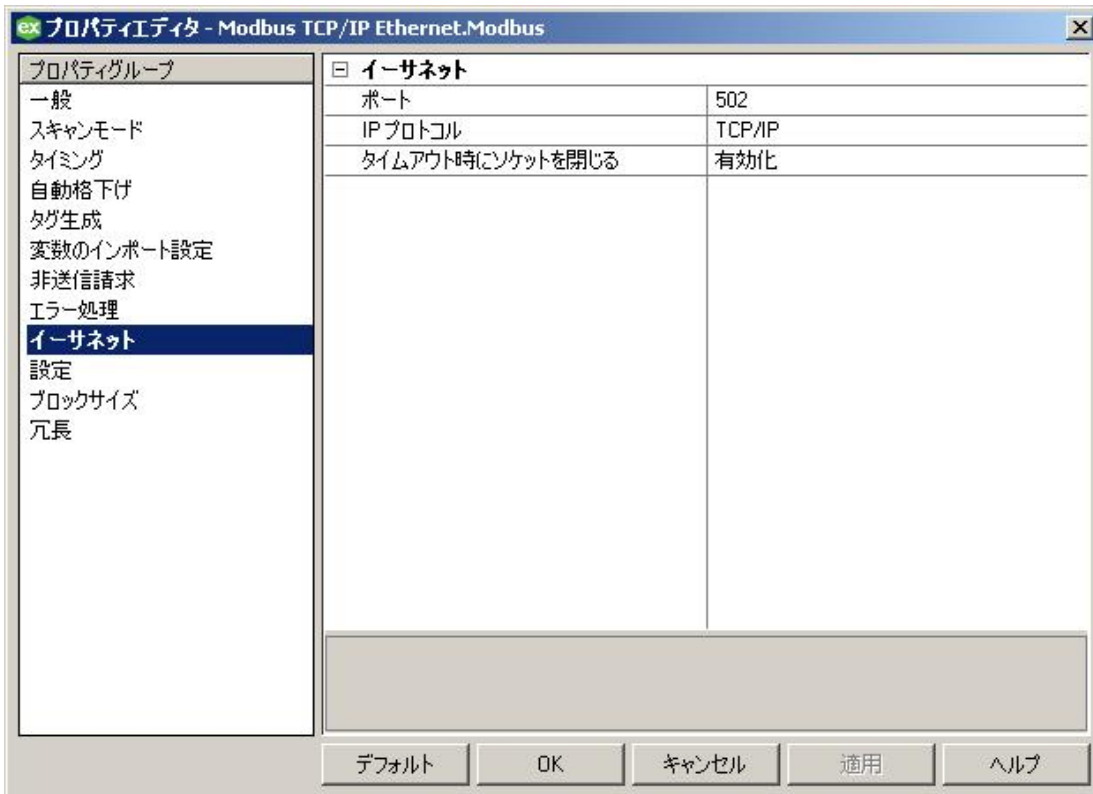 ex プロパティエディタ - Modbus TCP/IP Ethernet.Modbus
プロパティグループ
一般
スキャンモード
タイミング
自動格下げ
タグ生成
変数のインポート設定
非送信請求
エラー処理
イーサネット
設定
ブロックサイズ
冗長
イーサネット
ポート 502
IP プロトコル TCP/IP
タイムアウト時にソケットを閉じる 有効化
デフォルト OK キャンセル 適用 ヘルプ